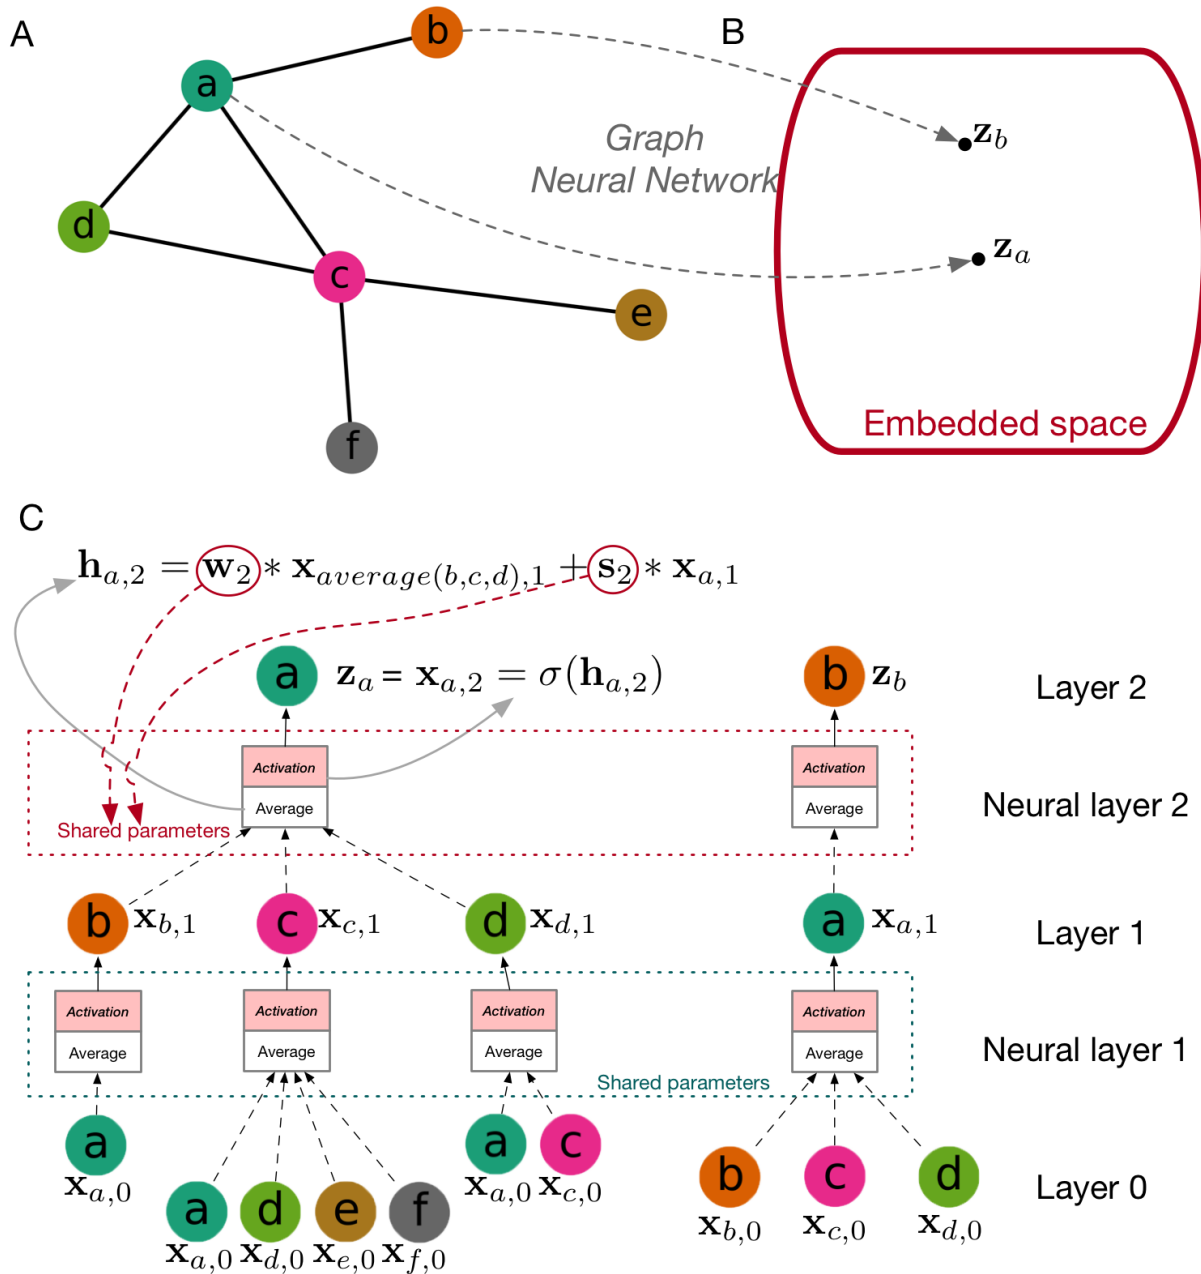 A
B
b
a
d
c
e
f
Graph
Neural Network
z_b
z_a
Embedded space
C
h_{a,2} = w_2 * x_{average(b,c,d),1} + s_2 * x_{a,1}
a z_a = x_{a,2} = σ(h_{a,2}) b z_b Layer 2
Activation Activation
Average Average Neural layer 2
Shared parameters
b x_{b,1} c x_{c,1} d x_{d,1} a x_{a,1} Layer 1
Activation Activation Activation Activation
Average Average Average Average Neural layer 1
Shared parameters
a a c
x_{a,0} x_{a,0} x_{c,0}
b c d Layer 0
x_{b,0} x_{c,0} x_{d,0}
a d e f
x_{a,0} x_{d,0} x_{e,0} x_{f,0}